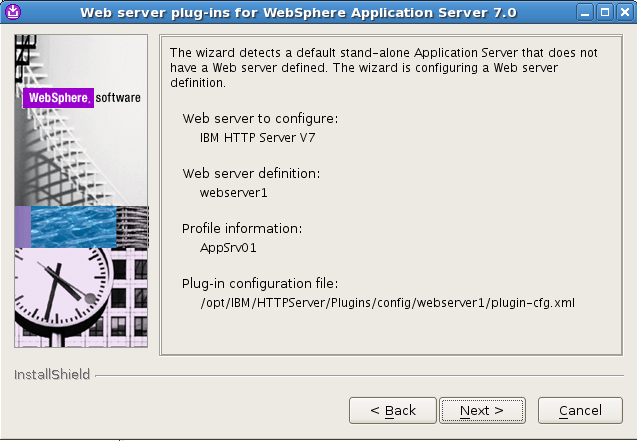 Web server plug-ins for WebSphere Application Server 7.0
WebSphere. software
The wizard detects a default stand-alone Application Server that does not
have a Web server defined. The wizard is configuring a Web server
definition.
Web server to configure:
IBM HTTP Server V7
Web server definition:
webserver1
Profile information:
AppSrv01
Plug-in configuration file:
/opt/IBM/HTTPServer/Plugins/config/webserver1/plugin-cfg.xml
InstallShield
< Back
Next >
Cancel